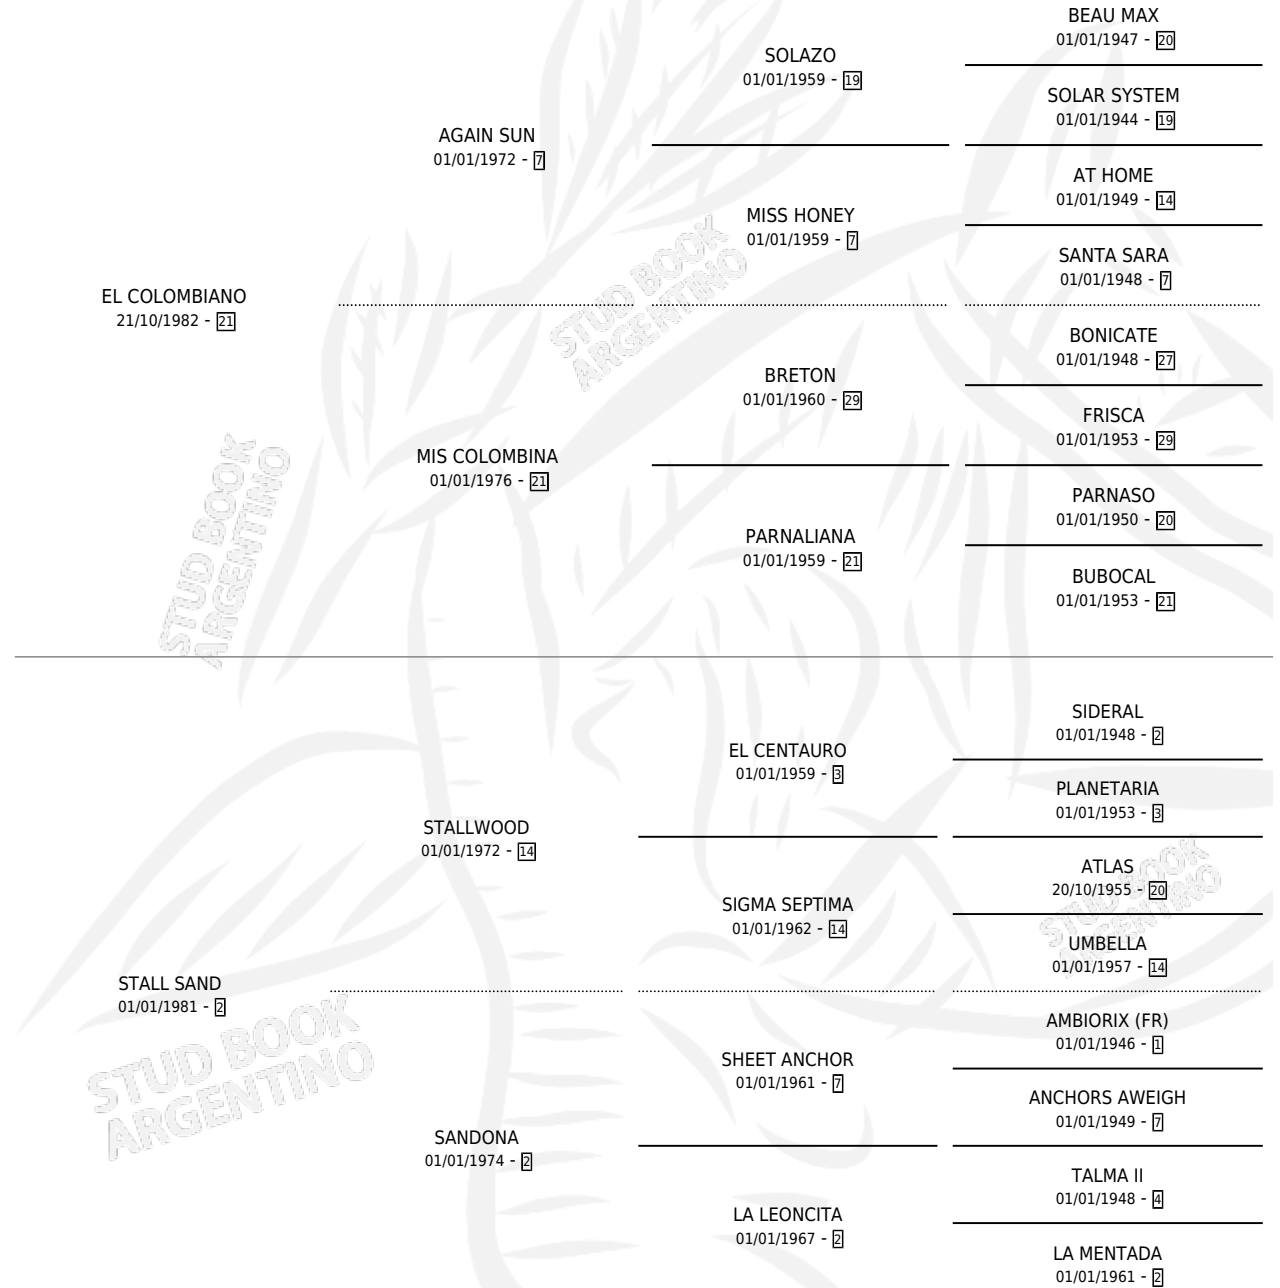 BEAU MAX
01/01/1947 - 20
SOLAZO
01/01/1959 - 19
SOLAR SYSTEM
01/01/1944 - 19
AGAIN SUN
01/01/1972 - 7
AT HOME
01/01/1949 - 14
MISS HONEY
01/01/1959 - 7
SANTA SARA
01/01/1948 - 7
EL COLOMBIANO
21/10/1982 - 21
STUD BOOK
ARGENTINO
BONICATE
01/01/1948 - 27
BRETON
01/01/1960 - 29
FRISCA
01/01/1953 - 29
MIS COLOMBINA
01/01/1976 - 21
STUD BOOK
ARGENTINO
PARNASO
01/01/1950 - 20
PARNALIANA
01/01/1959 - 21
BUBOCAL
01/01/1953 - 21
SIDERAL
01/01/1948 - 2
EL CENTAURO
01/01/1959 - 3
PLANETARIA
01/01/1953 - 3
STALLWOOD
01/01/1972 - 14
ATLAS
20/10/1955 - 20
SIGMA SEPTIMA
01/01/1962 - 14
STUD BOOK
ARGENTINO
UMBELLA
01/01/1957 - 14
STALL SAND
01/01/1981 - 2
AMBIORIX (FR)
01/01/1946 - 1
SHEET ANCHOR
01/01/1961 - 7
STUD BOOK
ARGENTINO
ANCHORS AWEIGH
01/01/1949 - 7
SANDONA
01/01/1974 - 2
TALMA II
01/01/1948 - 4
LA LEONCITA
01/01/1967 - 2
LA MENTADA
01/01/1961 - 2